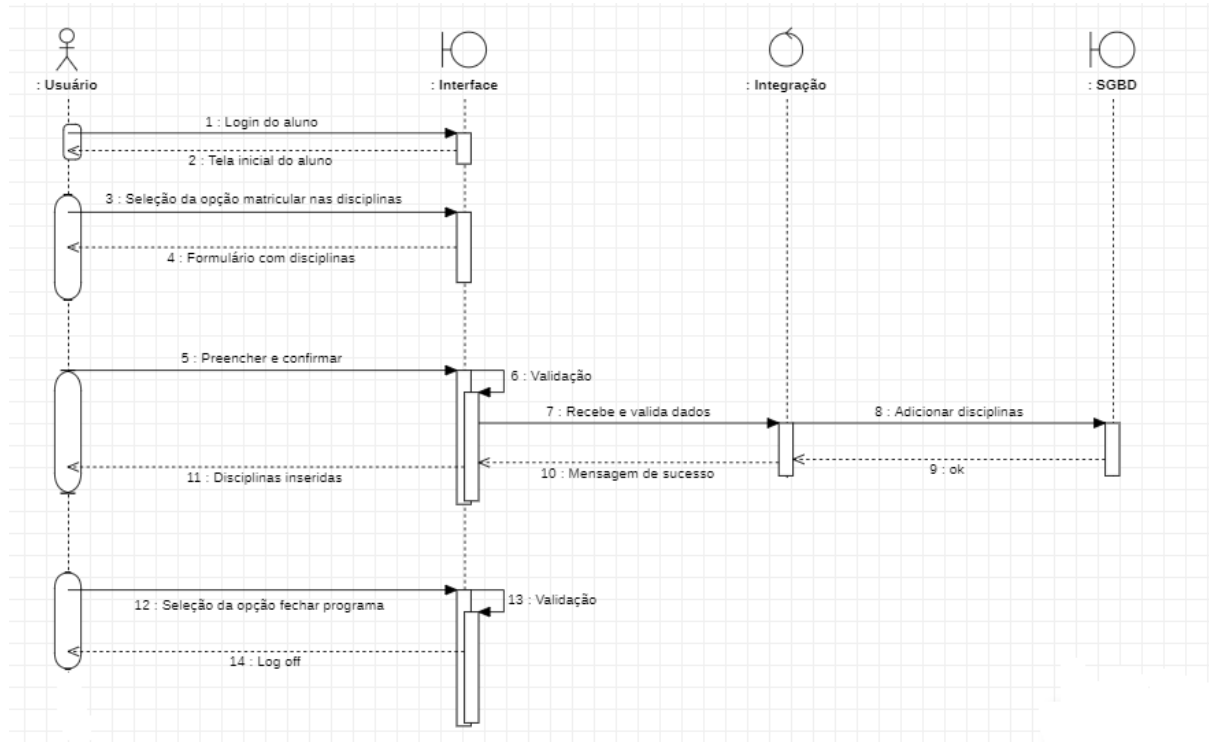 : Usuário
: Interface
: Integração
: SGBD
1 : Login do aluno
2 : Tela inicial do aluno
3 : Seleção da opção matricular nas disciplinas
4 : Formulário com disciplinas
5 : Preencher e confirmar
6 : Validação
7 : Recebe e valida dados
8 : Adicionar disciplinas
9 : ok
10 : Mensagem de sucesso
11 : Disciplinas inseridas
12 : Seleção da opção fechar programa
13 : Validação
14 : Log off